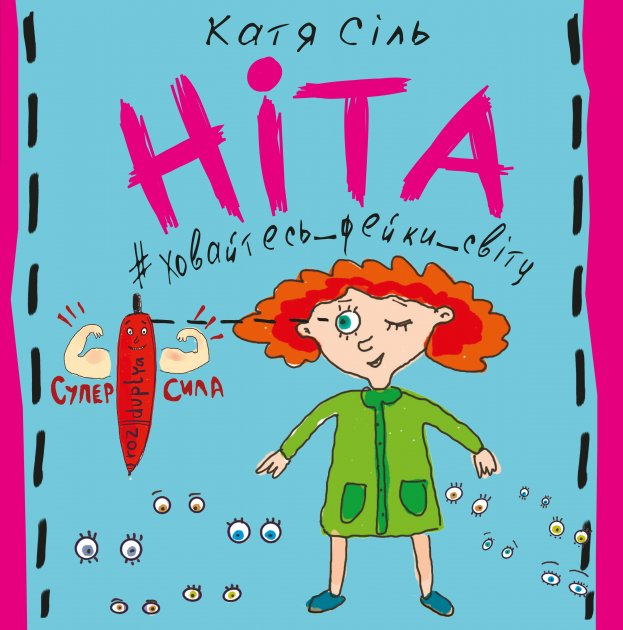 Катя Сіль
НіТА
#ховайтесь_фейки_світу
СУПЕР СИЛА
rozduplya